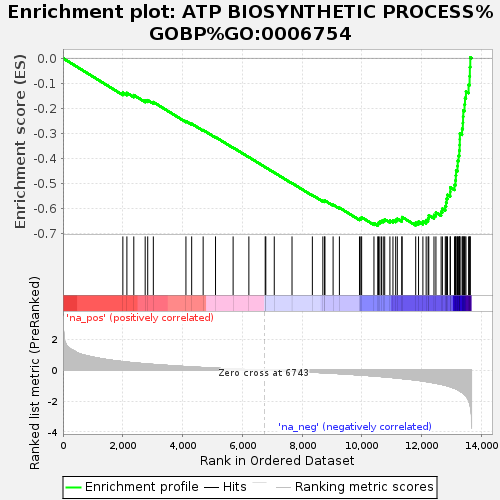 Enrichment plot: ATP BIOSYNTHETIC PROCESS%
GOBP%GO:0006754
Enrichment score (ES)
0.0
-0.1
-0.2
-0.3
-0.4
-0.5
-0.6
-0.7
'na_pos' (positively correlated)
Ranked list metric (PreRanked)
2
0
-2
-4
Zero cross at 6743
'na_neg' (negatively correlated)
0 2,000 4,000 6,000 8,000 10,000 12,000 14,000
Rank in Ordered Dataset
Enrichment profile Hits Ranking metric scores